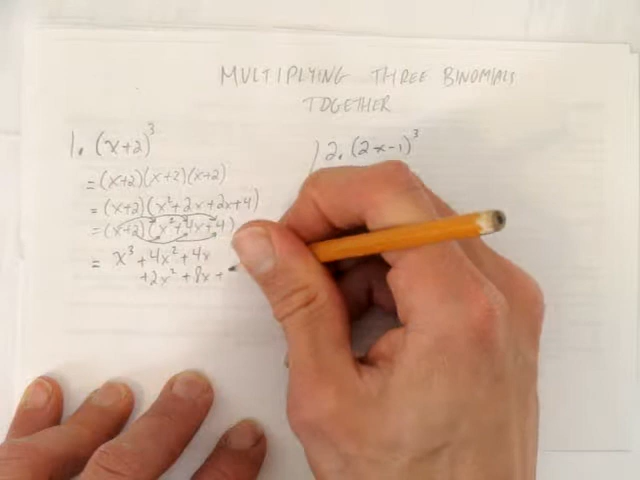 MULTIPLYING THREE BINOMIALS
TOGETHER
1. (x+2)³
= (x+2)(x+2)(x+2)
= (x+2)(x²+2x+2x+4)
= (x+2)(x²+4x+4)
= x³ +4x² +4x
+2x² +8x +
2. (2x-1)³